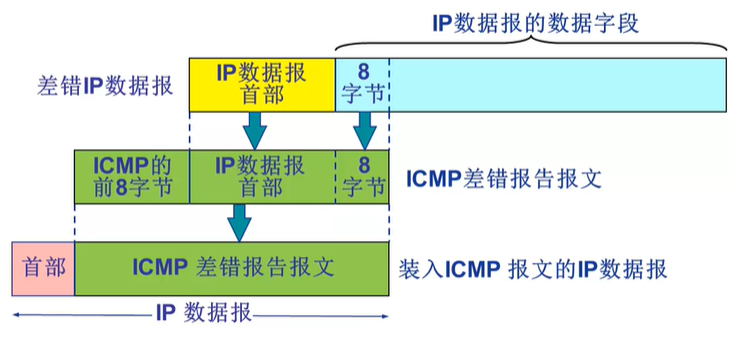 IP数据报的数据字段
差错IP数据报
IP数据报
首部
8
字节
ICMP的
前8字节
IP数据报
首部
8
字节
ICMP差错报告报文
首部
ICMP 差错报告报文
装入ICMP 报文的IP数据报
IP 数据报